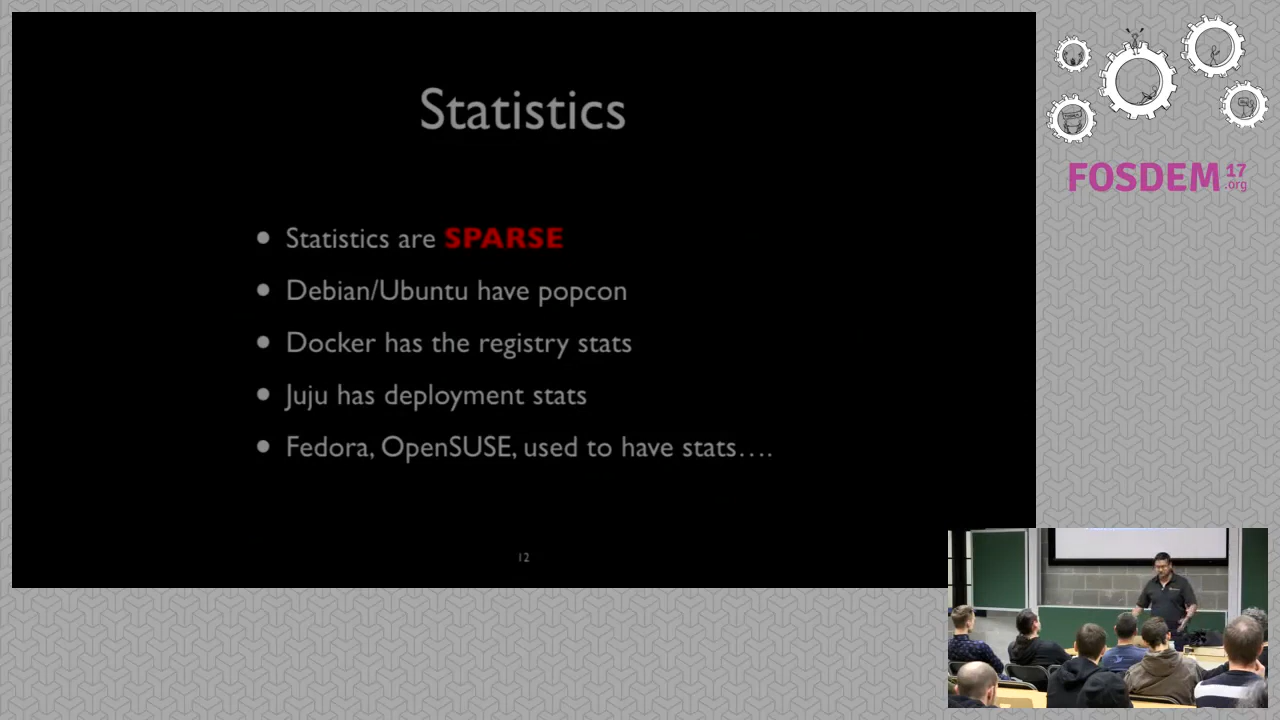 Statistics
• Statistics are SPARSE
• Debian/Ubuntu have popcon
• Docker has the registry stats
• Juju has deployment stats
• Fedora, OpenSUSE, used to have stats....
12
FOSDEM 17
.org